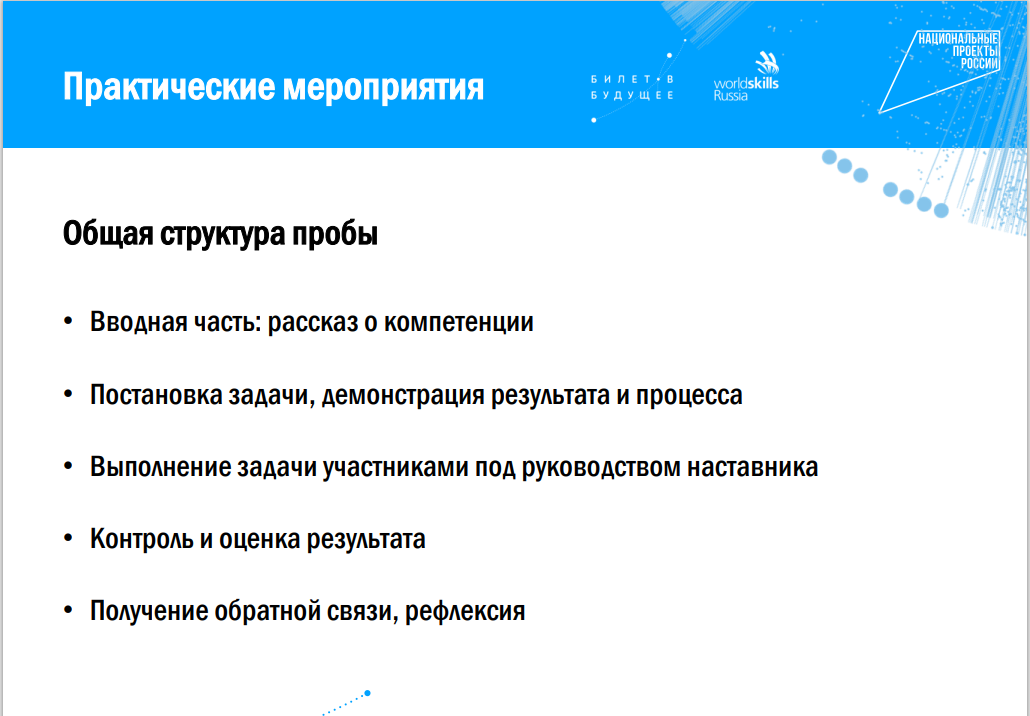 Практические мероприятия
БИЛЕТ•В
БУДУЩЕЕ
worldskills
Russia
НАЦИОНАЛЬНЫЕ
ПРОЕКТЫ
РОССИИ
Общая структура пробы
• Вводная часть: рассказ о компетенции
• Постановка задачи, демонстрация результата и процесса
• Выполнение задачи участниками под руководством наставника
• Контроль и оценка результата
• Получение обратной связи, рефлексия